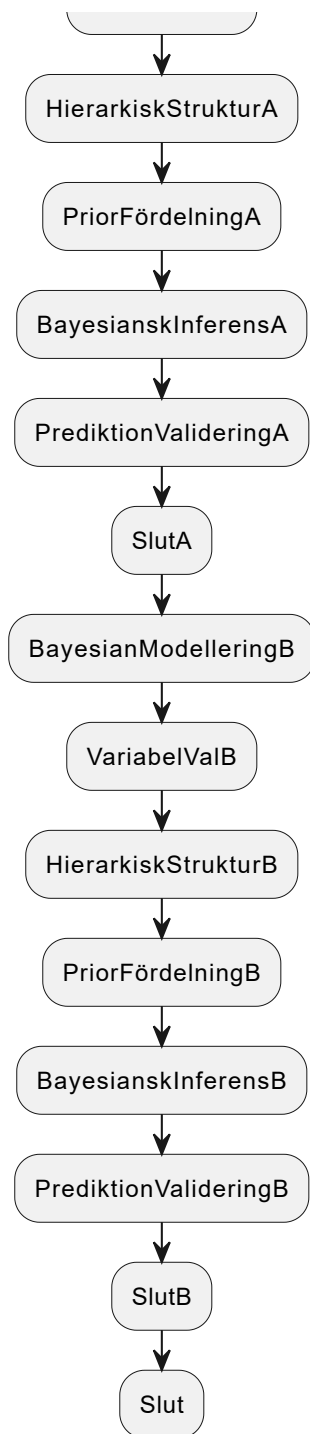 HierarkiskStrukturA
PriorFördelningA
BayesianskInferensA
PrediktionValideringA
SlutA
BayesianModelleringB
VariabelValB
HierarkiskStrukturB
PriorFördelningB
BayesianskInferensB
PrediktionValideringB
SlutB
Slut